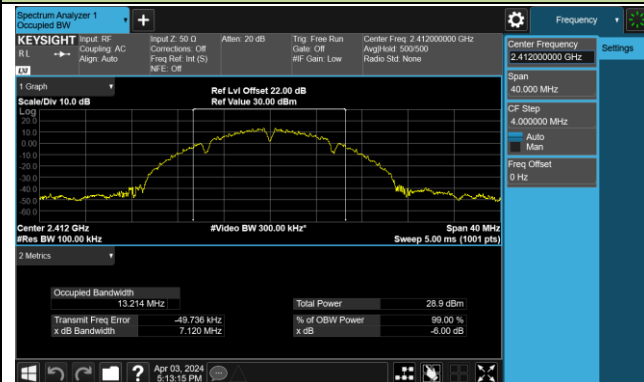 Spectrum Analyzer 1
Occupied BW
+
Frequency
KEYSIGHT
RL
Input: RF
Coupling: AC
Align: Auto
Input Z: 50 Ω
Corrections: Off
Freq Ref: Int (S)
NFE: Off
Atten: 20 dB
Trig: Free Run
Gate: Off
#IF Gain: Low
Center Freq: 2.412000000 GHz
Avg|Hold: 500/500
Radio Std: None
LXI
1 Graph
Scale/Div 10.0 dB
Ref Lvl Offset 22.00 dB
Ref Value 30.00 dBm
Log
20.0
10.0
0.00
-10.0
-20.0
-30.0
-40.0
-50.0
-60.0
Center 2.412 GHz
#Res BW 100.00 kHz
#Video BW 300.00 kHz*
Span 40 MHz
Sweep 5.00 ms (1001 pts)
2 Metrics
Occupied Bandwidth
13.214 MHz
Total Power 28.9 dBm
Transmit Freq Error -49.736 kHz
% of OBW Power 99.00 %
x dB Bandwidth 7.120 MHz
x dB -6.00 dB
?
Apr 03, 2024
5:13:15 PM
Center Frequency
2.412000000 GHz
Settings
Span
40.000 MHz
CF Step
4.000000 MHz
Auto
Man
Freq Offset
0 Hz